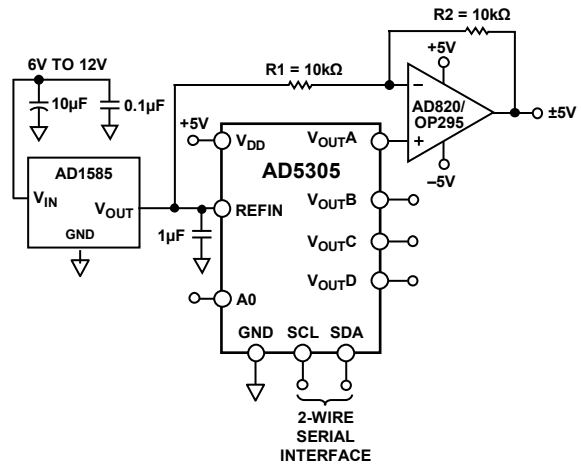 R2 = 10kΩ
6V TO 12V
+5V
R1 = 10kΩ
10µF
0.1µF
–
AD820/
OP295
±5V
+5V
VDD
VOUTA
+
AD1585
AD5305
–5V
VIN
VOUT
REFIN
VOUTB
GND
1µF
VOUTC
VOUTD
A0
GND
SCL
SDA
2-WIRE
SERIAL
INTERFACE